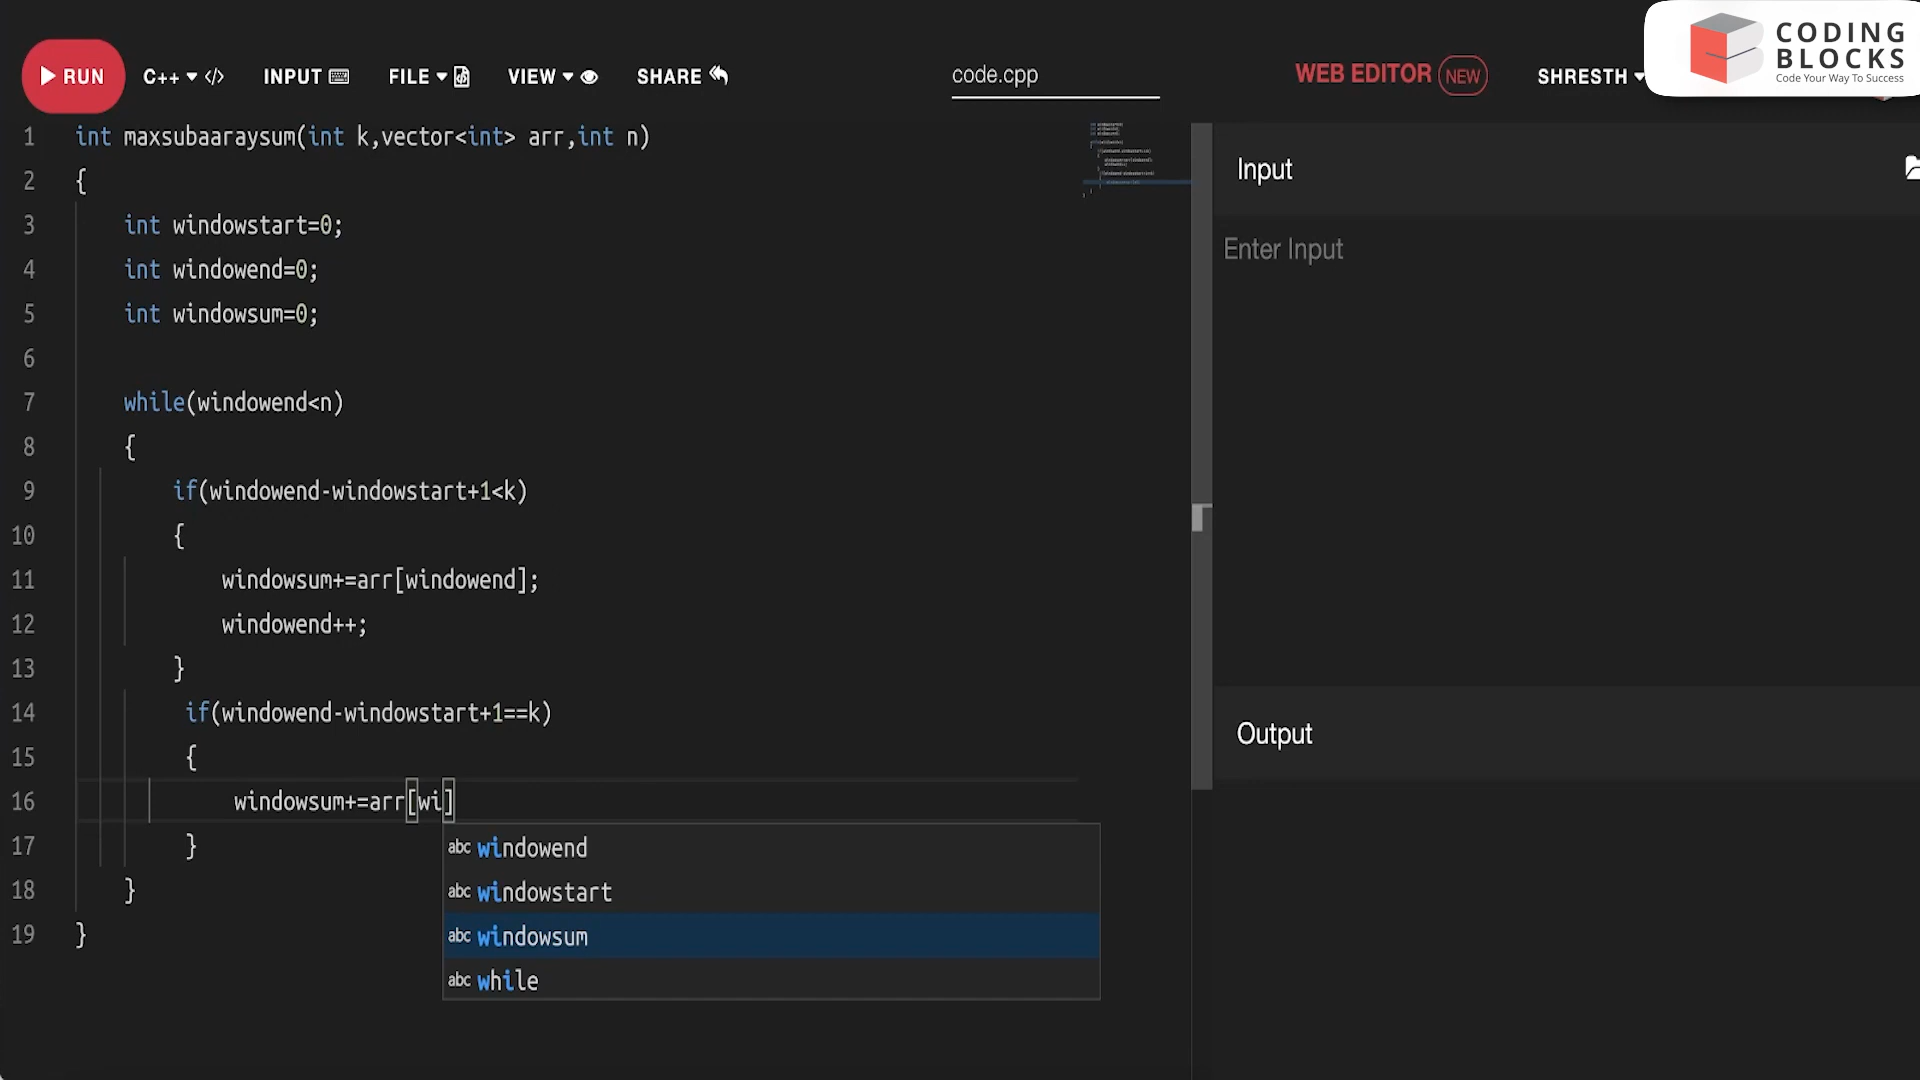 RUN C++ </> INPUT FILE VIEW SHARE code.cpp WEB EDITOR NEW SHRESTH
CODING
BLOCKS
Code Your Way To Success
1 int maxsubaaraysum(int k,vector<int> arr,int n)
2 {
3 int windowstart=0;
4 int windowend=0;
5 int windowsum=0;
6
7 while(windowend<n)
8 {
9 if(windowend-windowstart+1<k)
10 {
11 windowsum+=arr[windowend];
12 windowend++;
13 }
14 if(windowend-windowstart+1==k)
15 {
16 windowsum+=arr[wi]
17 }
18 }
19 }
abc windowend
abc windowstart
abc windowsum
abc while
Input
Enter Input
Output